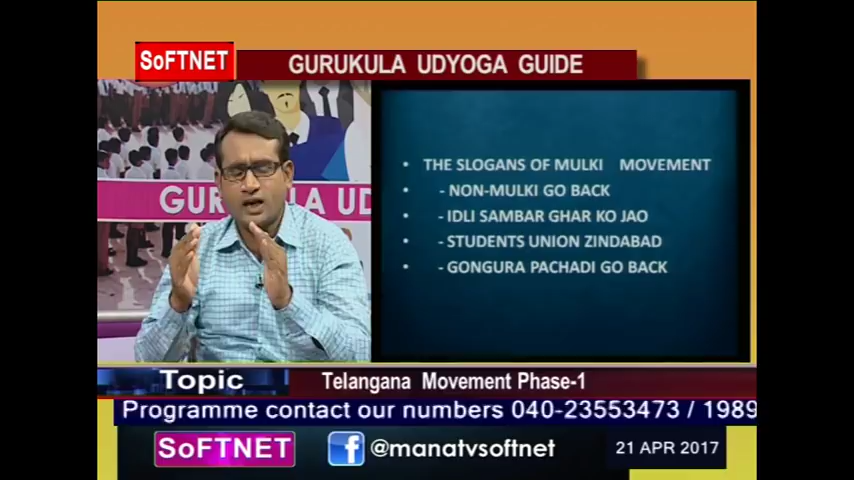 SoFTNET
GURUKULA UDYOGA GUIDE
GURUKULA UD
• THE SLOGANS OF MULKI MOVEMENT
• - NON-MULKI GO BACK
• - IDLI SAMBAR GHAR KO JAO
• - STUDENTS UNION ZINDABAD
• - GONGURA PACHADI GO BACK
Topic
Telangana Movement Phase-1
Programme contact our numbers 040-23553473 / 1989
SoFTNET
f @manatvsoftnet
21 APR 2017